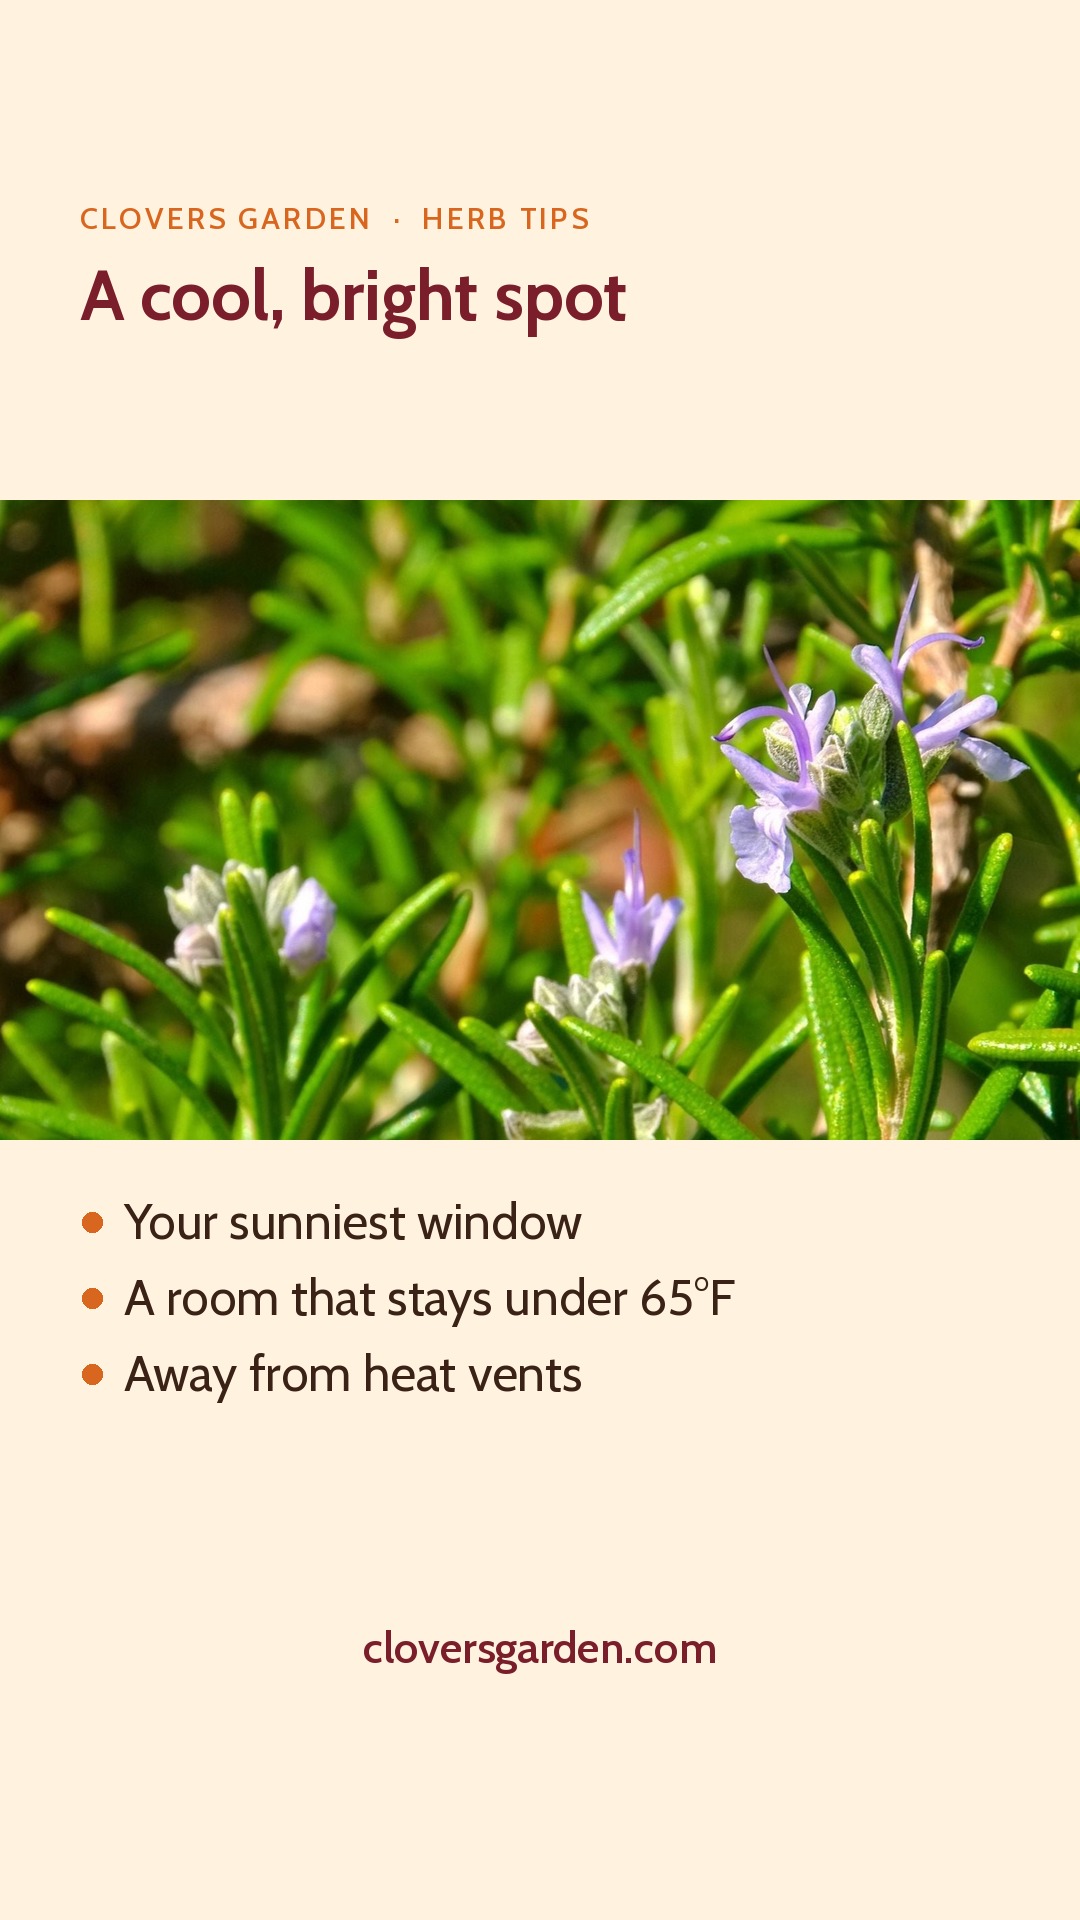 CLOVERS GARDEN · HERB TIPS
A cool, bright spot
Your sunniest window
A room that stays under 65°F
Away from heat vents
cloversgarden.com